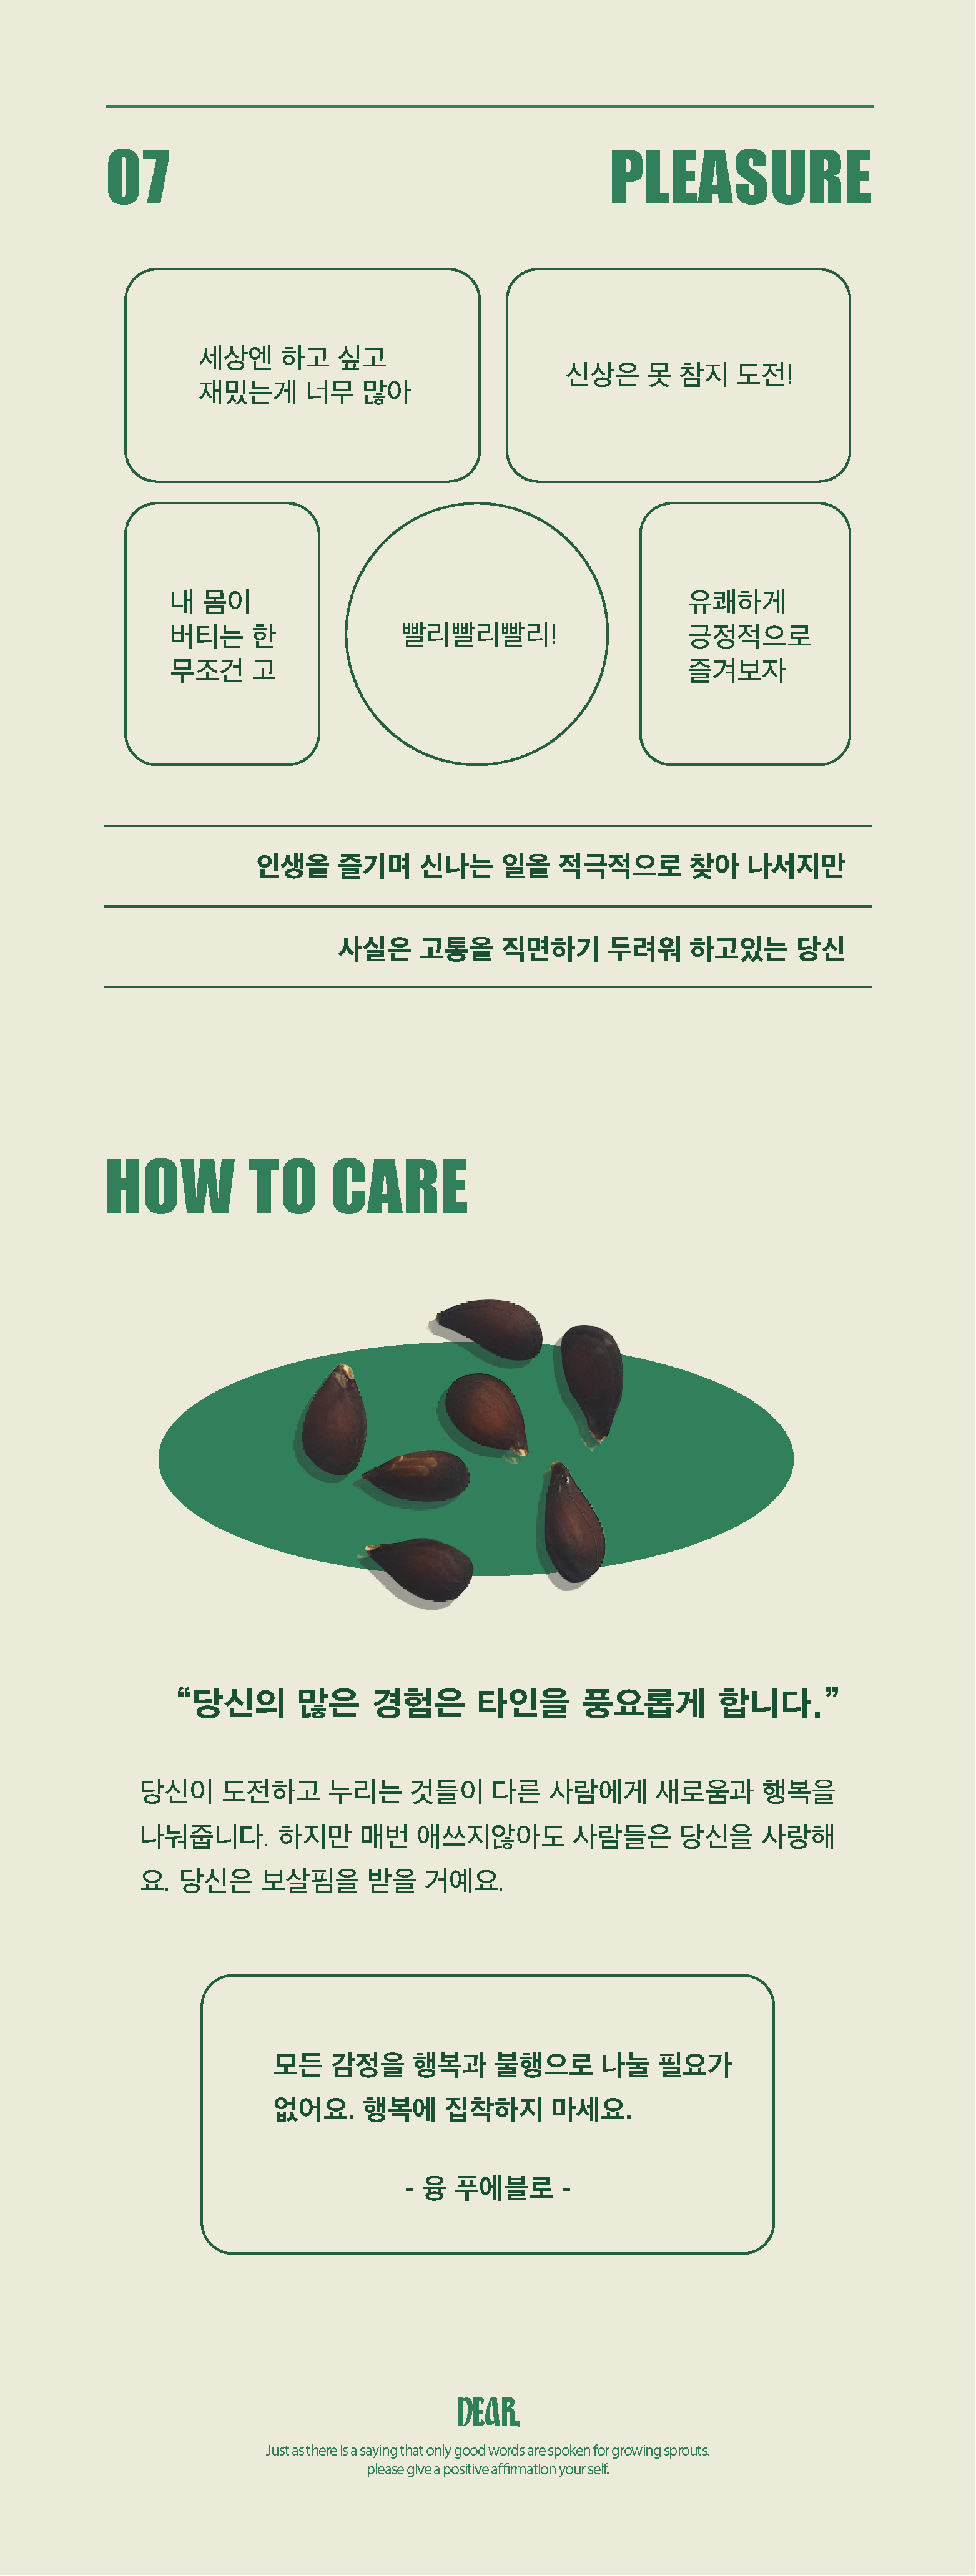 07
PLEASURE
세상엔 하고 싶고
재밌는게 너무 많아
신상은 못 참지 도전!
내 몸이
버티는 한
무조건 고
빨리빨리빨리!
유쾌하게
긍정적으로
즐겨보자
인생을 즐기며 신나는 일을 적극적으로 찾아 나서지만
사실은 고통을 직면하기 두려워 하고있는 당신
HOW TO CARE
“당신의 많은 경험은 타인을 풍요롭게 합니다.”
당신이 도전하고 누리는 것들이 다른 사람에게 새로움과 행복을
나눠줍니다. 하지만 매번 애쓰지않아도 사람들은 당신을 사랑해
요. 당신은 보살핌을 받을 거예요.
모든 감정을 행복과 불행으로 나눌 필요가
없어요. 행복에 집착하지 마세요.
- 융 푸에블로 -
DEAR,
Just as there is a saying that only good words are spoken for growing sprouts.
please give a positive affirmation your self.